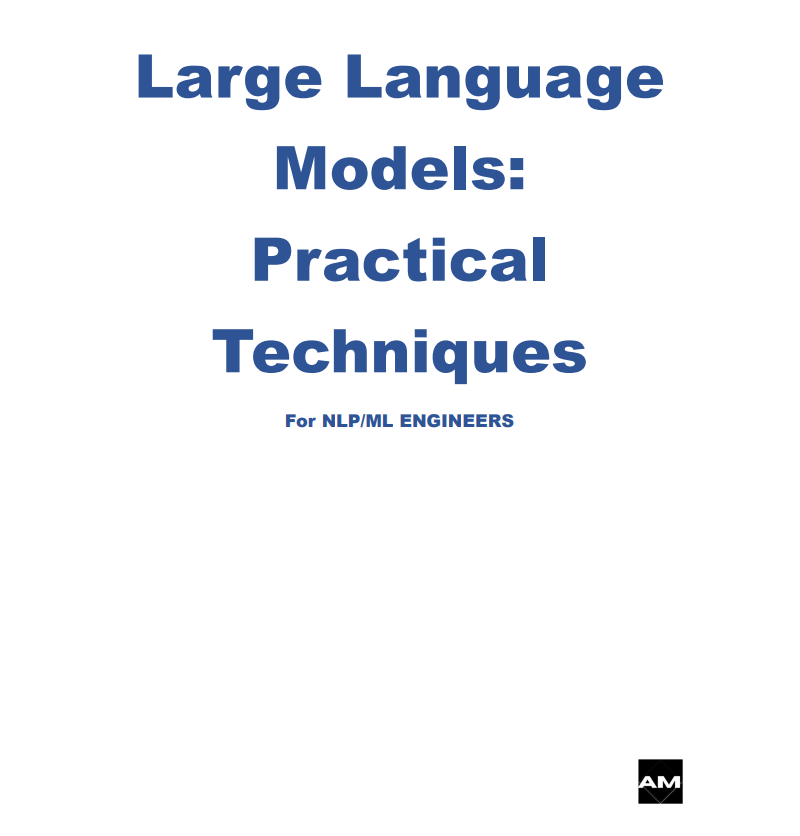 Large Language
Models:
Practical
Techniques
For NLP/ML ENGINEERS
AM